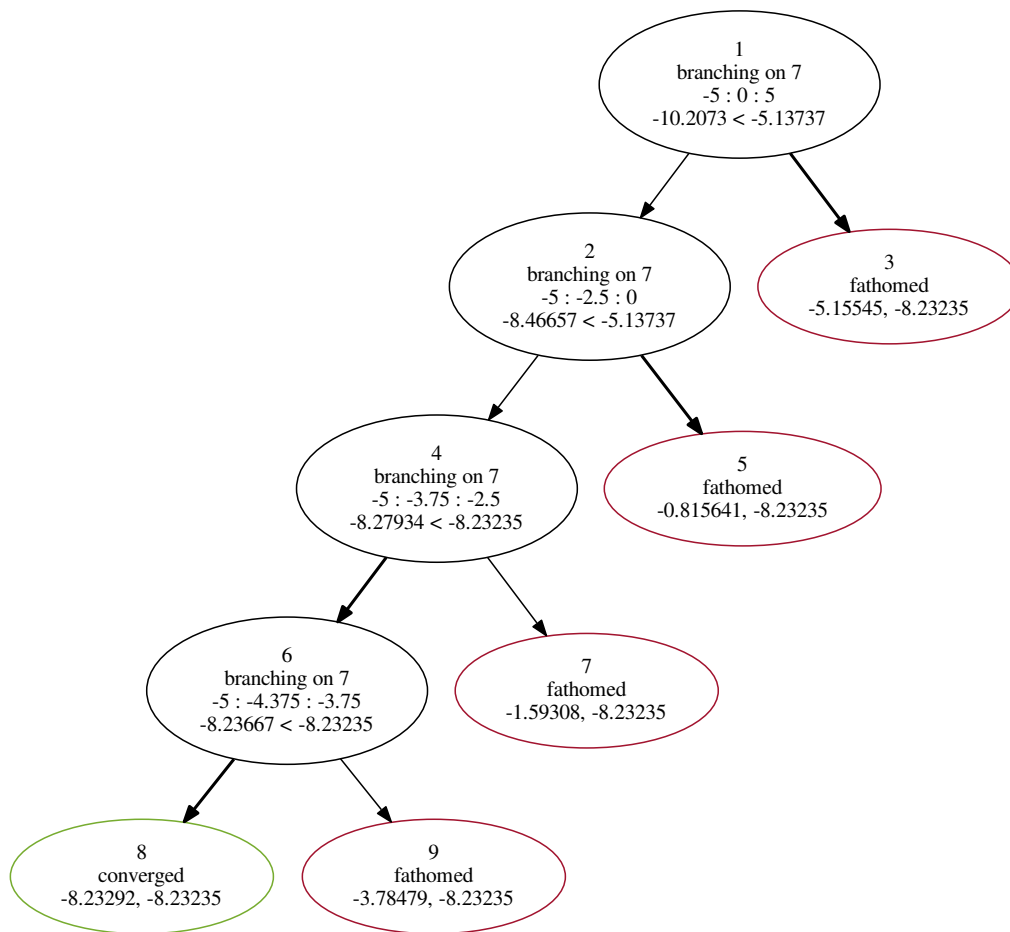 1
branching on 7
-5 : 0 : 5
-10.2073 < -5.13737
2
branching on 7
-5 : -2.5 : 0
-8.46657 < -5.13737
3
fathomed
-5.15545, -8.23235
4
branching on 7
-5 : -3.75 : -2.5
-8.27934 < -8.23235
5
fathomed
-0.815641, -8.23235
6
branching on 7
-5 : -4.375 : -3.75
-8.23667 < -8.23235
7
fathomed
-1.59308, -8.23235
8
converged
-8.23292, -8.23235
9
fathomed
-3.78479, -8.23235